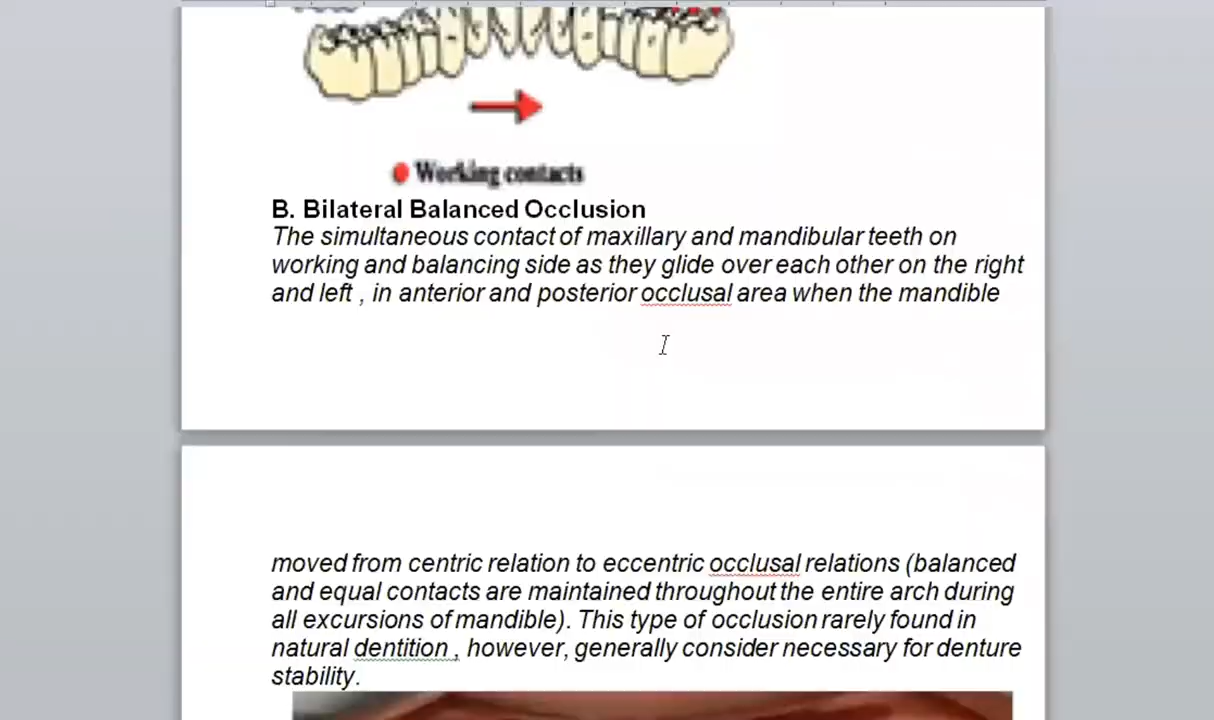 Working contacts
B. Bilateral Balanced Occlusion
The simultaneous contact of maxillary and mandibular teeth on
working and balancing side as they glide over each other on the right
and left , in anterior and posterior occlusal area when the mandible
moved from centric relation to eccentric occlusal relations (balanced
and equal contacts are maintained throughout the entire arch during
all excursions of mandible). This type of occlusion rarely found in
natural dentition , however, generally consider necessary for denture
stability.